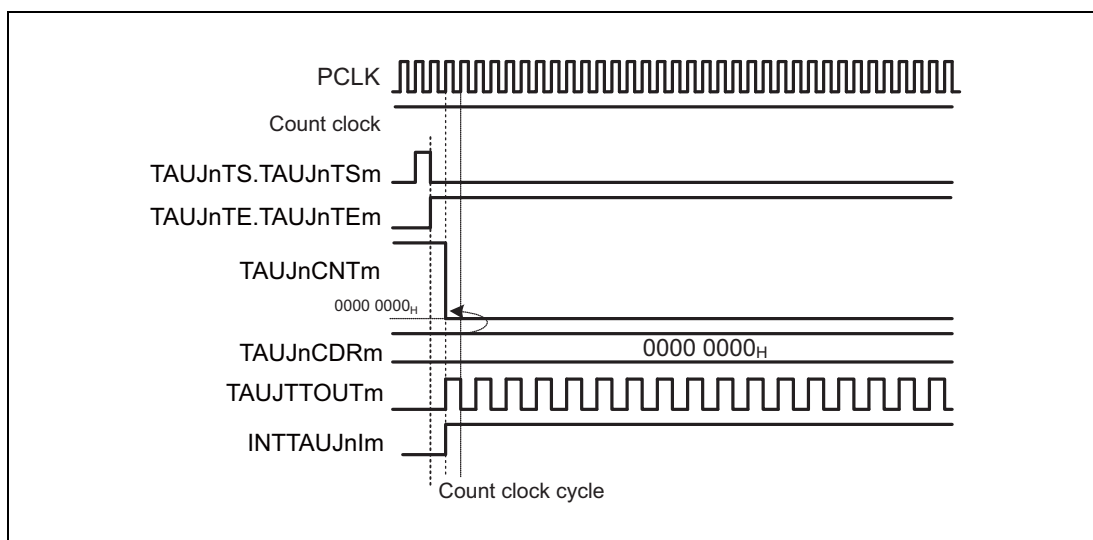 PCLK
Count clock
TAUJnTS.TAUJnTSm
TAUJnTE.TAUJnTEm
TAUJnCNTm
0000 0000H
TAUJnCDRm
0000 0000H
TAUJTTOUTm
INTTAUJnIm
Count clock cycle